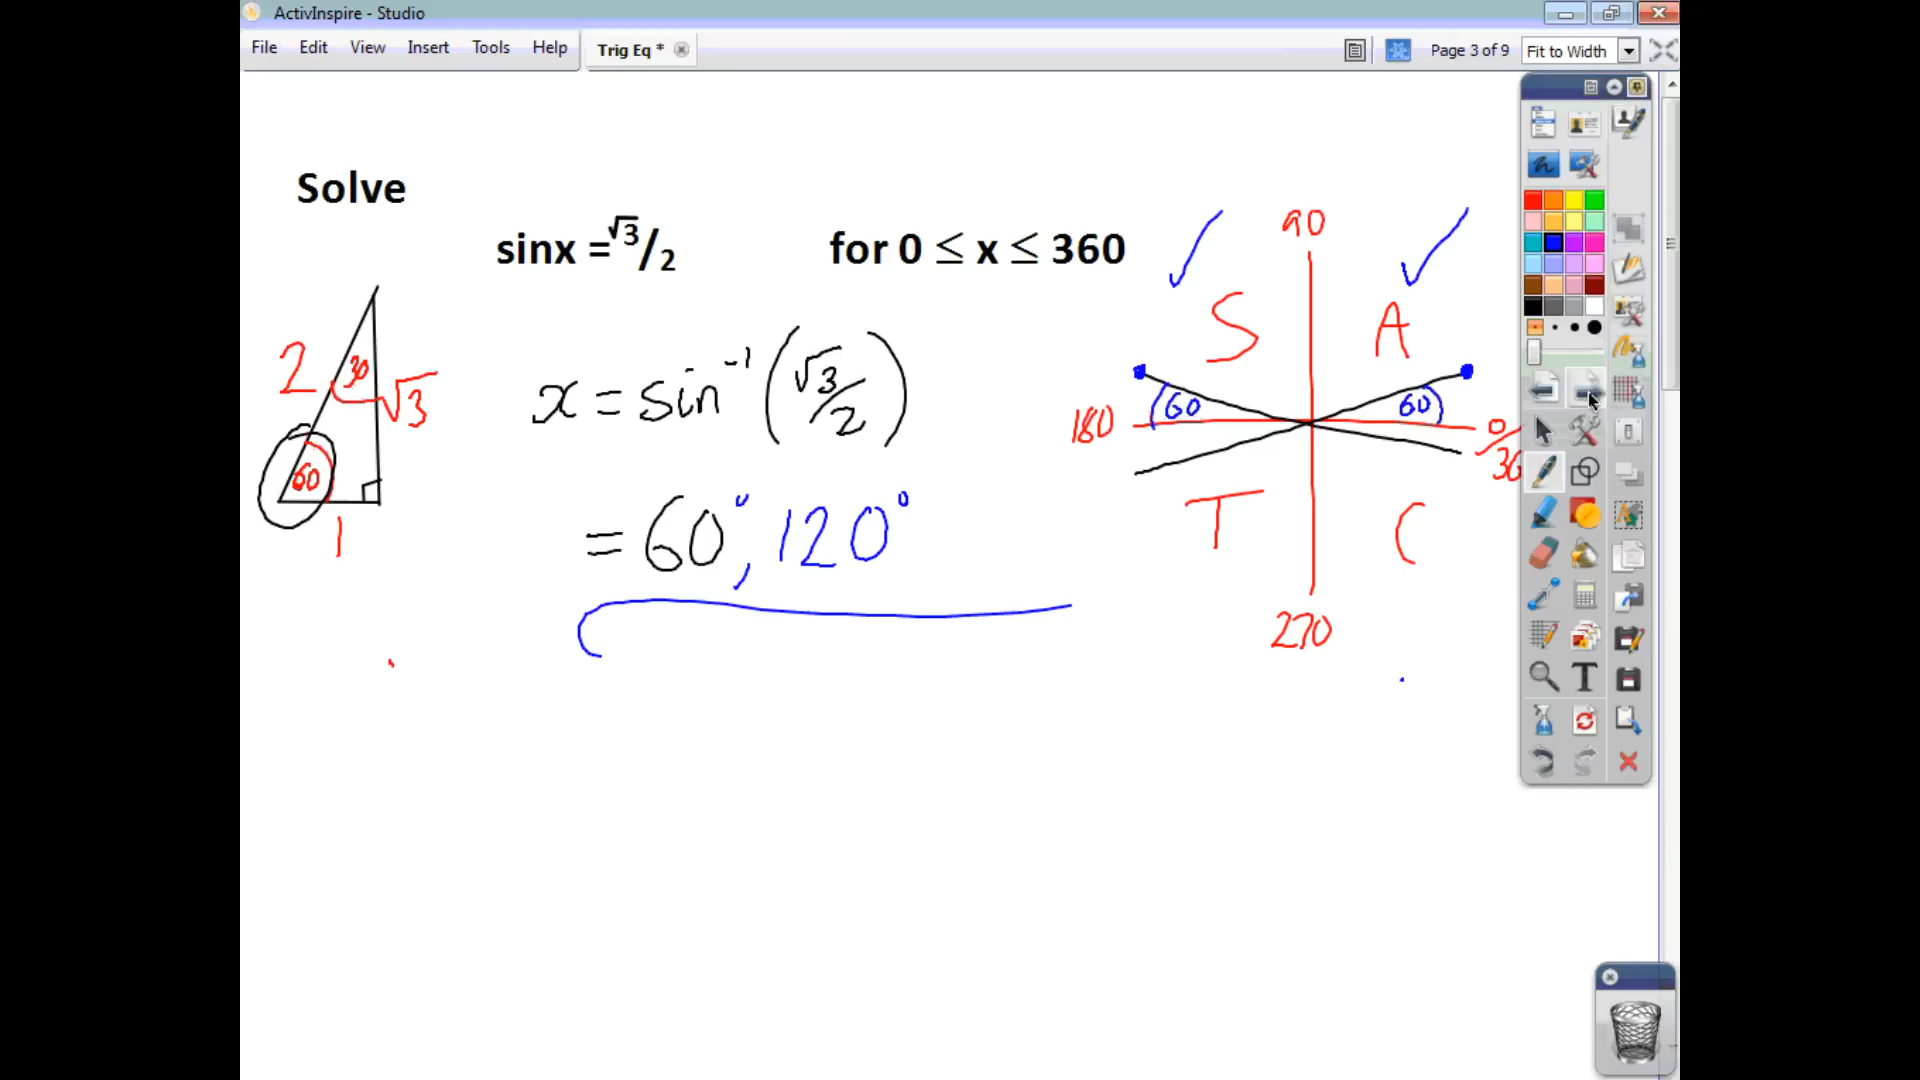 ActivInspire - Studio
File Edit View Insert Tools Help
Trig Eq *
Page 3 of 9
Fit to Width
Solve
sinx = √3/2 for 0 ≤ x ≤ 360
2
30
√3
60
1
x = sin⁻¹(√3/2)
= 60°, 120°
90
S A
60 60
180
0/36
T C
270
T